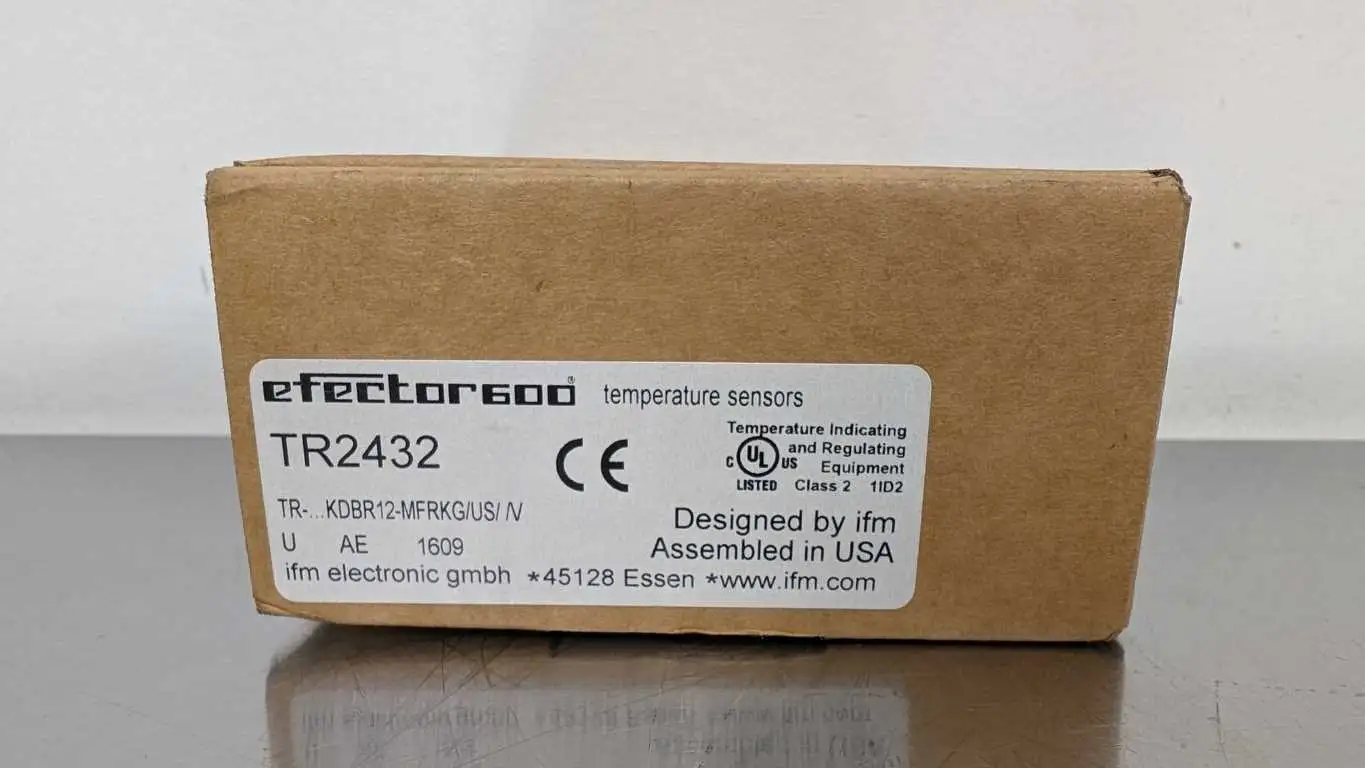 efector600® temperature sensors
TR2432
CE
Temperature Indicating
and Regulating
Equipment
C UL US
LISTED Class 2 1ID2
TR-...KDBR12-MFRKG/US/ /V
Designed by ifm
U AE 1609
Assembled in USA
ifm electronic gmbh *45128 Essen *www.ifm.com